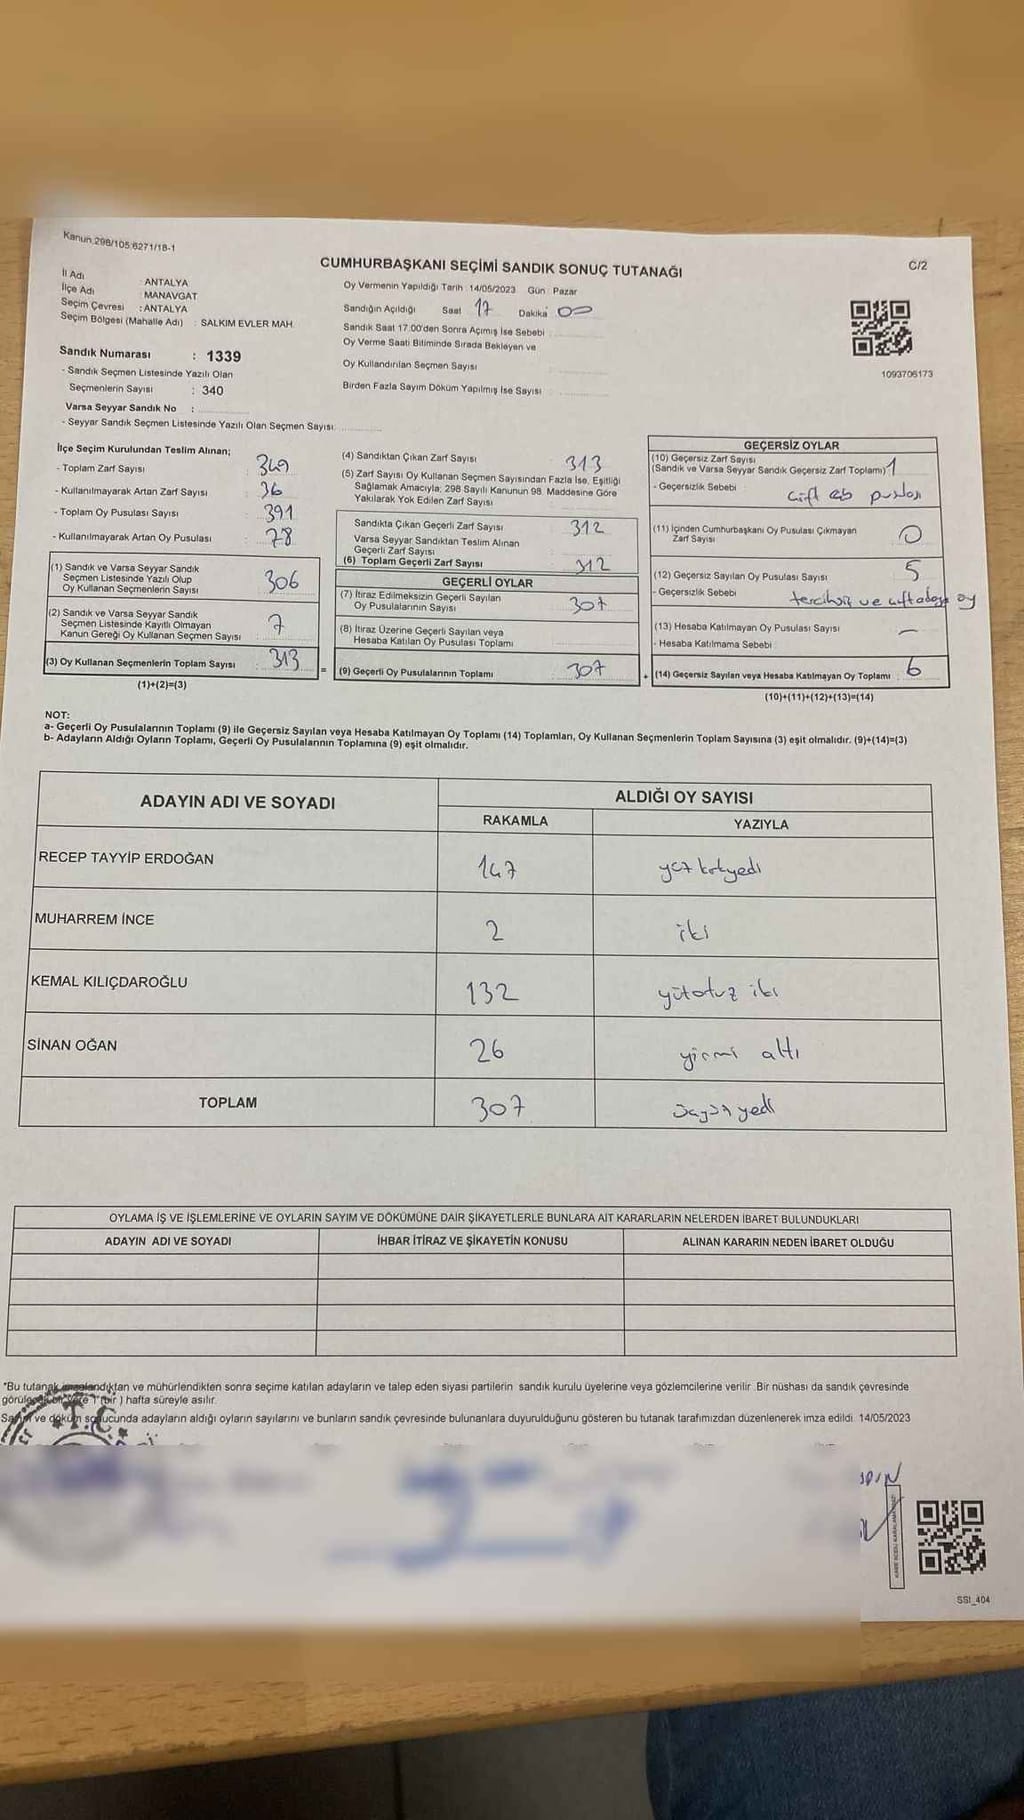 Kanun:298/105.6271/18-1
CUMHURBAŞKANI SEÇİMİ SANDIK SONUÇ TUTANAĞI
C/2
İl Adı : ANTALYA
İlçe Adı : MANAVGAT
Seçim Çevresi : ANTALYA
Seçim Bölgesi (Mahalle Adı) : SALKIM EVLER MAH.
Sandık Numarası : 1339
- Sandık Seçmen Listesinde Yazılı Olan
Seçmenlerin Sayısı : 340
Varsa Seyyar Sandık No :
- Seyyar Sandık Seçmen Listesinde Yazılı Olan Seçmen Sayısı:
Oy Vermenin Yapıldığı Tarih : 14/05/2023 Gün : Pazar
Sandığın Açıldığı Saat 17 Dakika 00
Sandık Saat 17.00'den Sonra Açımış İse Sebebi :
Oy Verme Saati Bitiminde Sırada Bekleyen ve
Oy Kullandırılan Seçmen Sayısı :
Birden Fazla Sayım Döküm Yapılmış İse Sayısı :
1093706173
İlçe Seçim Kurulundan Teslim Alınan;
- Toplam Zarf Sayısı : 349
- Kullanılmayarak Artan Zarf Sayısı : 36
- Toplam Oy Pusulası Sayısı : 391
- Kullanılmayarak Artan Oy Pusulası : 78
(1) Sandık ve Varsa Seyyar Sandık
Seçmen Listesinde Yazılı Olup
Oy Kullanan Seçmenlerin Sayısı : 306
(2) Sandık ve Varsa Seyyar Sandık
Seçmen Listesinde Kayıtlı Olmayan
Kanun Gereği Oy Kullanan Seçmen Sayısı : 7
(3) Oy Kullanan Seçmenlerin Toplam Sayısı : 313
(1)+(2)=(3)
(4) Sandıktan Çıkan Zarf Sayısı : 313
(5) Zarf Sayısı Oy Kullanan Seçmen Sayısından Fazla İse, Eşitliği
Sağlamak Amacıyla; 298 Sayılı Kanunun 98. Maddesine Göre
Yakılarak Yok Edilen Zarf Sayısı
Sandıkta Çıkan Geçerli Zarf Sayısı : 312
Varsa Seyyar Sandıktan Teslim Alınan
Geçerli Zarf Sayısı
(6) Toplam Geçerli Zarf Sayısı : 312
GEÇERLİ OYLAR
(7) İtiraz Edilmeksizin Geçerli Sayılan
Oy Pusulalarının Sayısı : 307
(8) İtiraz Üzerine Geçerli Sayılan veya
Hesaba Katılan Oy Pusulası Toplamı
= (9) Geçerli Oy Pusulalarının Toplamı : 307
GEÇERSİZ OYLAR
(10) Geçersiz Zarf Sayısı
(Sandık ve Varsa Seyyar Sandık Geçersiz Zarf Toplamı) 1
- Geçersizlik Sebebi : çift oy pusulası
(11) İçinden Cumhurbaşkanı Oy Pusulası Çıkmayan
Zarf Sayısı : 0
(12) Geçersiz Sayılan Oy Pusulası Sayısı : 5
- Geçersizlik Sebebi : tercihsiz ve oy
(13) Hesaba Katılmayan Oy Pusulası Sayısı : -
- Hesaba Katılmama Sebebi :
+ (14) Geçersiz Sayılan veya Hesaba Katılmayan Oy Toplamı : 6
(10)+(11)+(12)+(13)=(14)
NOT:
a- Geçerli Oy Pusulalarının Toplamı (9) ile Geçersiz Sayılan veya Hesaba Katılmayan Oy Toplamı (14) Toplamları, Oy Kullanan Seçmenlerin Toplam Sayısına (3) eşit olmalıdır. (9)+(14)=(3)
b- Adayların Aldığı Oyların Toplamı, Geçerli Oy Pusulalarının Toplamına (9) eşit olmalıdır.
ADAYIN ADI VE SOYADI
ALDIĞI OY SAYISI
RAKAMLA YAZIYLA
RECEP TAYYİP ERDOĞAN 147 yüz kırkyedi
MUHARREM İNCE 2 iki
KEMAL KILIÇDAROĞLU 132 yüzotuz iki
SİNAN OĞAN 26 yirmi altı
TOPLAM 307 üçyüz yedi
OYLAMA İŞ VE İŞLEMLERİNE VE OYLARIN SAYIM VE DÖKÜMÜNE DAİR ŞİKAYETLERLE BUNLARA AİT KARARLARIN NELERDEN İBARET BULUNDUKLARI
ADAYIN ADI VE SOYADI İHBAR İTİRAZ VE ŞİKAYETİN KONUSU ALINAN KARARIN NEDEN İBARET OLDUĞU
*Bu tutanak imzalandıktan ve mühürlendikten sonra seçime katılan adayların ve talep eden siyasi partilerin sandık kurulu üyelerine veya gözlemcilerine verilir. Bir nüshası da sandık çevresinde
görülecek bir yere 1 (bir ) hafta süreyle asılır.
Sayım ve döküm sonucunda adayların aldığı oyların sayılarını ve bunların sandık çevresinde bulunanlara duyurulduğunu gösteren bu tutanak tarafımızdan düzenlenerek imza edildi. 14/05/2023
T.C.
SSI_404